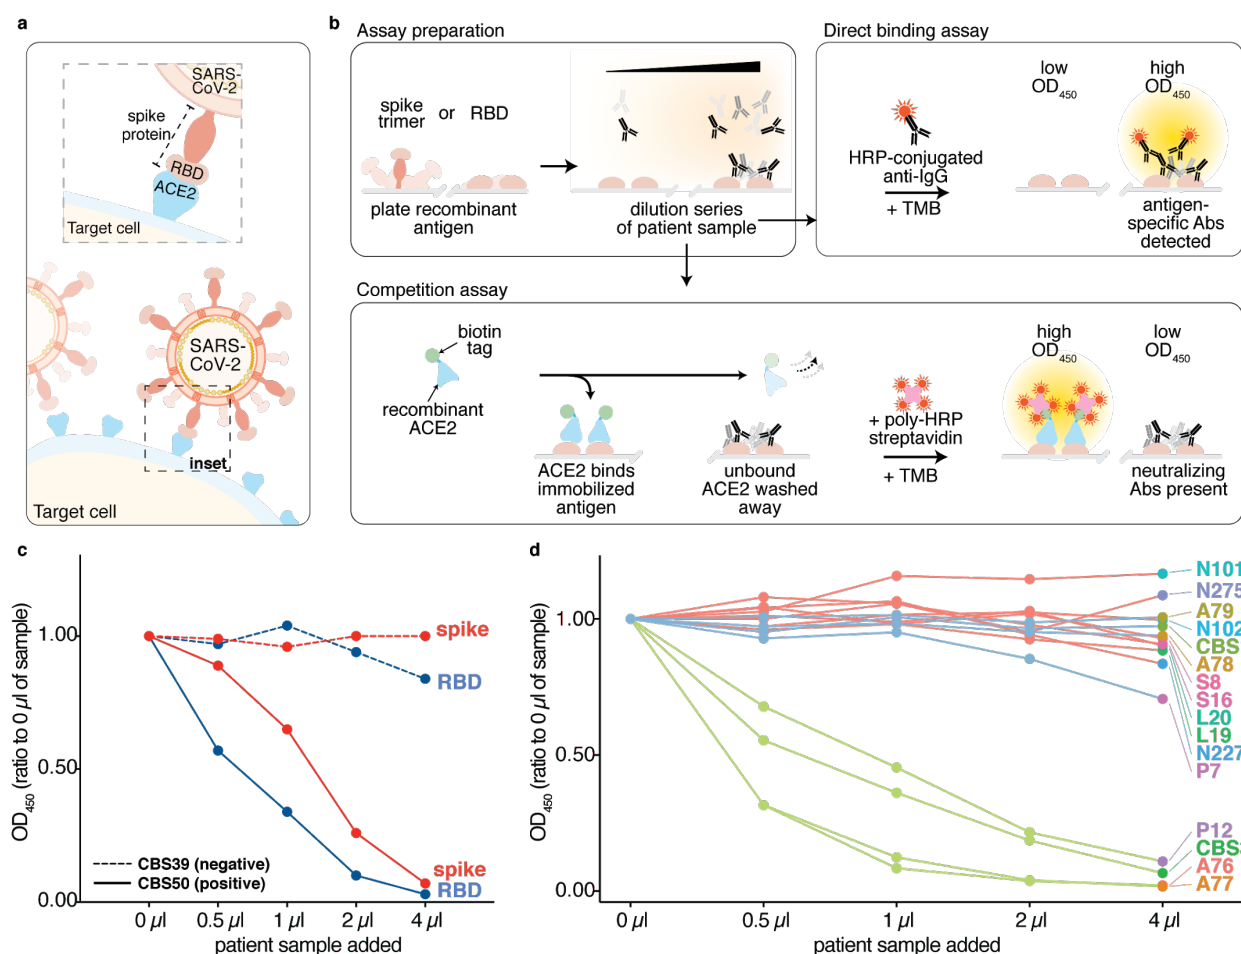 a
SARS-
CoV-2
spike
protein
RBD
ACE2
Target cell
SARS-
CoV-2
inset
Target cell
b
Assay preparation
spike
trimer or RBD
plate recombinant
antigen
dilution series
of patient sample
Direct binding assay
HRP-conjugated
anti-IgG
+ TMB
low
OD450
high
OD450
antigen-
specific Abs
detected
Competition assay
biotin
tag
recombinant
ACE2
ACE2 binds
immobilized
antigen
unbound
ACE2 washed
away
+ poly-HRP
streptavidin
+ TMB
high
OD450
low
OD450
neutralizing
Abs present
c
OD450 (ratio to 0 µl of sample)
1.00
0.50
0.00
spike
RBD
spike
RBD
CBS39 (negative)
CBS50 (positive)
0 µl
0.5 µl
1 µl
2 µl
4 µl
patient sample added
d
OD450 (ratio to 0 µl of sample)
1.00
0.50
0.00
N101
N275
A79
N102
CBS
A78
S8
S16
L20
L19
N227
P7
P12
CBS
A76
A77
0 µl
0.5 µl
1 µl
2 µl
4 µl
patient sample added